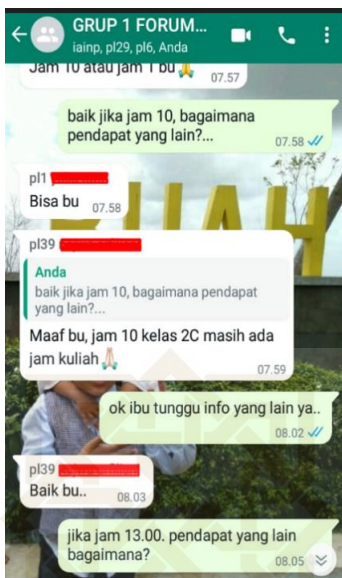 GRUP 1 FORUM...
iainp, pl29, pl6, Anda
Jam 10 atau jam 1 bu🙏🏻
07.57
baik jika jam 10, bagaimana
pendapat yang lain?...
07.58
pl1
Bisa bu
07.58
pl39
Anda
baik jika jam 10, bagaimana pendapat
yang lain?...
Maaf bu, jam 10 kelas 2C masih ada
jam kuliah🙏🏻
07.59
ok ibu tunggu info yang lain ya..
08.02
pl39
Baik bu..
08.03
jika jam 13.00. pendapat yang lain
bagaimana?
08.05